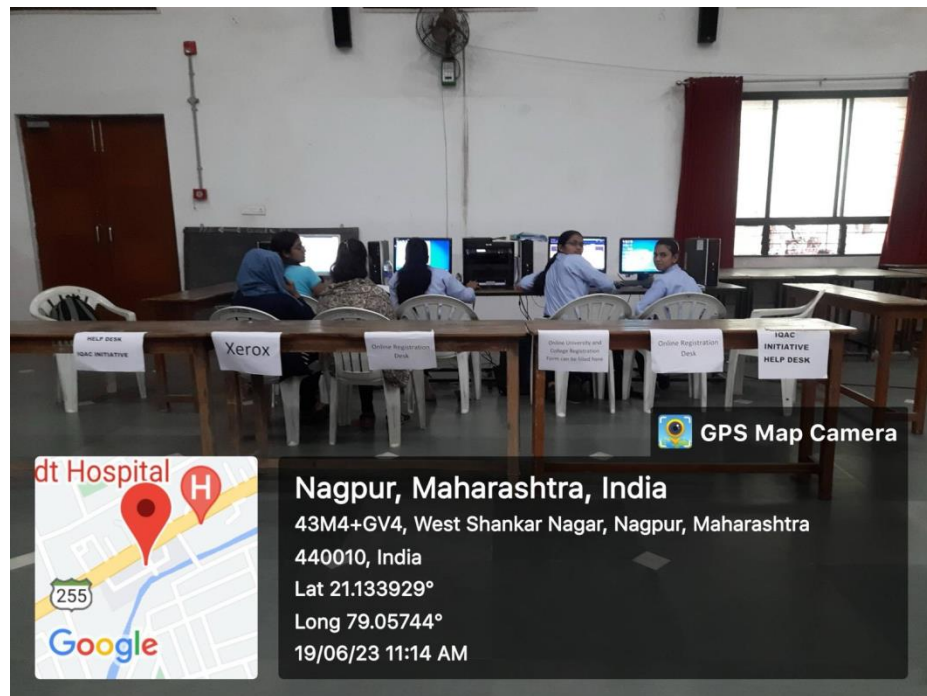 HELP DESK
IQAC INITIATIVE
Xerox
Online Registration
Desk
Online University and
College Registration
Form can be filled here
Online Registration
Desk
IQAC
INITIATIVE
HELP DESK
GPS Map Camera
dt Hospital
H
255
Google
Nagpur, Maharashtra, India
43M4+GV4, West Shankar Nagar, Nagpur, Maharashtra
440010, India
Lat 21.133929°
Long 79.05744°
19/06/23 11:14 AM